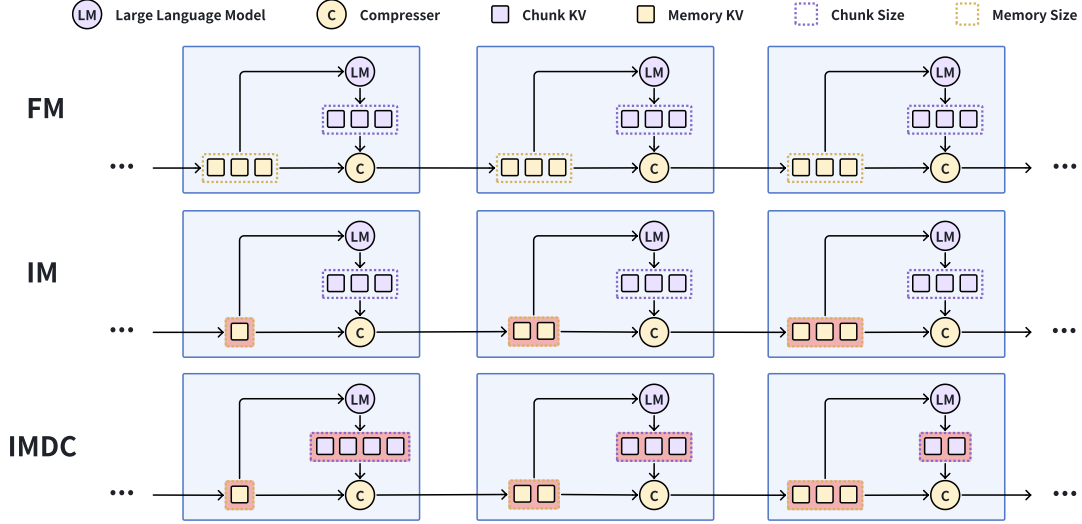 LM Large Language Model C Compresser Chunk KV Memory KV Chunk Size Memory Size
LM LM LM
FM
... C C C ...
LM LM LM
IM
... C C C ...
LM LM LM
IMDC
... C C C ...